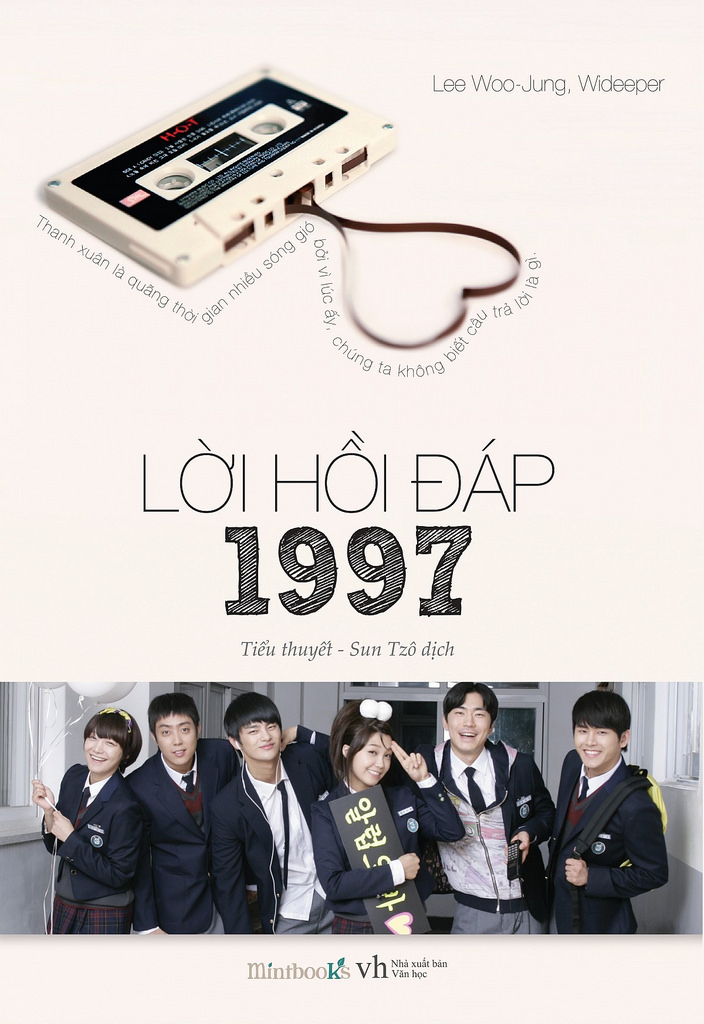 Lee Woo-Jung, Wideeper
H·O·T
Thanh xuân là quãng thời gian nhiều sóng gió
bởi vì lúc ấy, chúng ta không biết câu trả lời là gì.
LỜI HỒI ĐÁP
1997
Tiểu thuyết - Sun Tzô dịch
Mintbooks vh Nhà xuất bản
Văn học